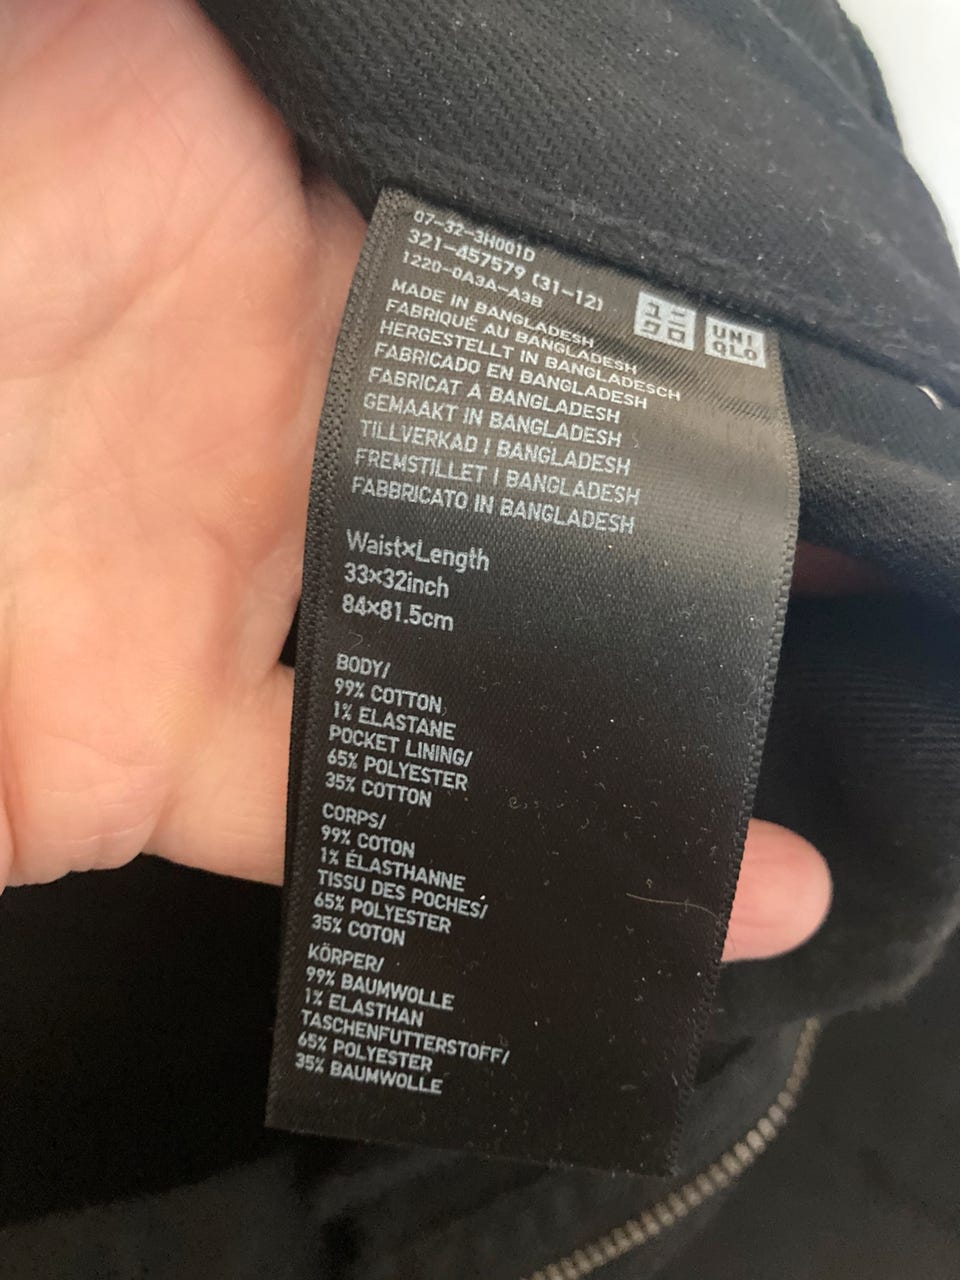 07-32-3H001D
321-457579 (31-12)
1220-0A3A-A3B
MADE IN BANGLADESH
FABRIQUÉ AU BANGLADESH
HERGESTELLT IN BANGLADESCH
FABRICADO EN BANGLADESH
FABRICAT A BANGLADESH
GEMAAKT IN BANGLADESH
TILLVERKAD I BANGLADESH
FREMSTILLET I BANGLADESH
FABBRICATO IN BANGLADESH
ユニクロ
UNI
QLO
Waist×Length
33×32inch
84×81.5cm
BODY/
99% COTTON
1% ELASTANE
POCKET LINING/
65% POLYESTER
35% COTTON
CORPS/
99% COTON
1% ÉLASTHANNE
TISSU DES POCHES/
65% POLYESTER
35% COTON
KÖRPER/
99% BAUMWOLLE
1% ELASTHAN
TASCHENFUTTERSTOFF/
65% POLYESTER
35% BAUMWOLLE